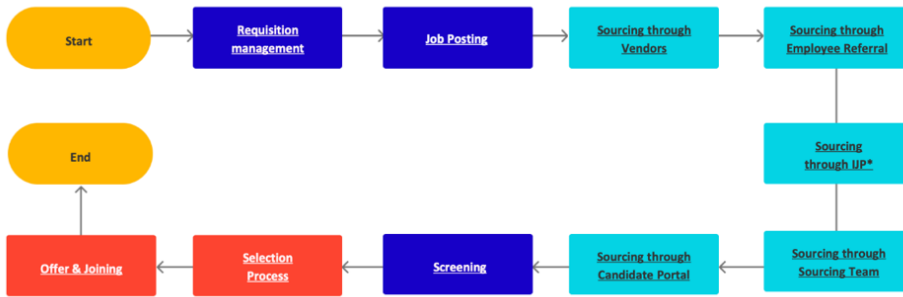 Start
Requisition
management
Job Posting
Sourcing through
Vendors
Sourcing through
Employee Referral
Sourcing
through IJP*
Sourcing through
Sourcing Team
Sourcing through
Candidate Portal
Screening
Selection
Process
Offer & Joining
End